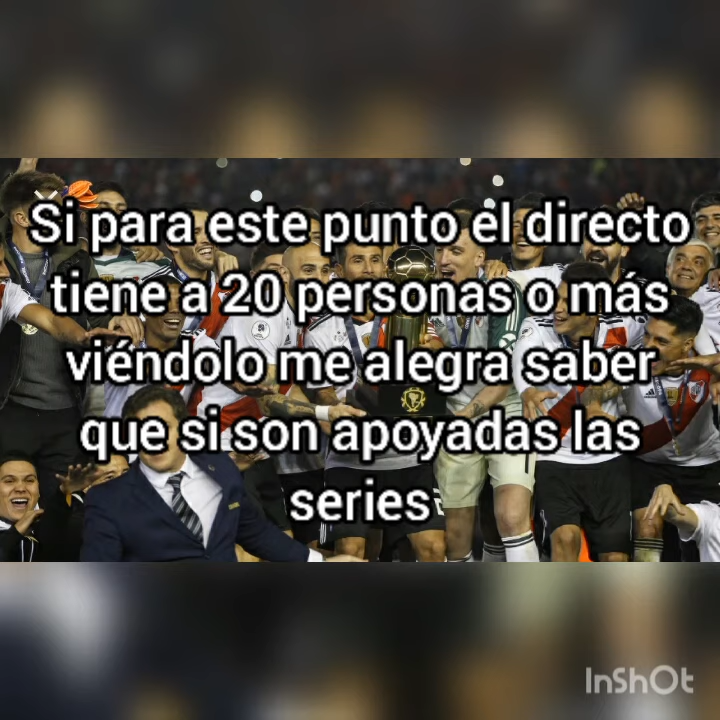 Si para este punto el directo
tiene a 20 personas o más
viéndolo me alegra saber
que si son apoyadas las
series
InShOt